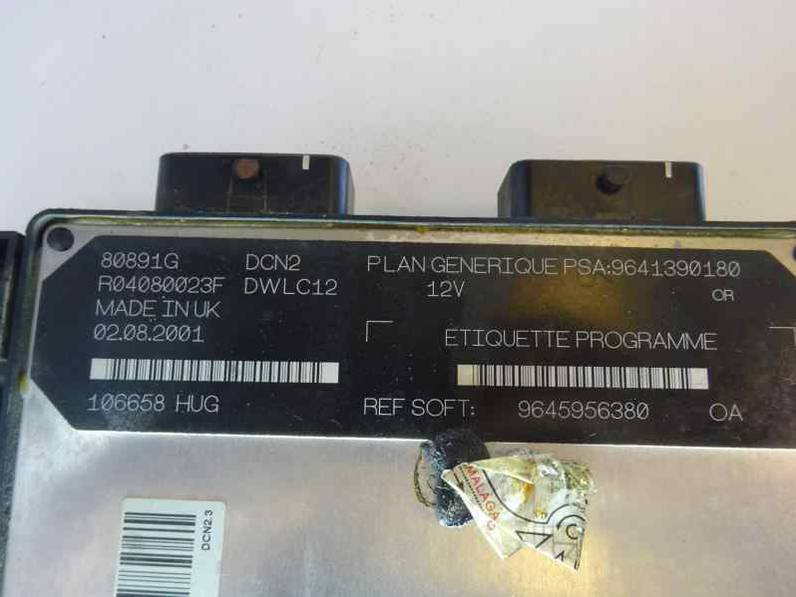 80891G DCN2 PLAN GENERIQUE PSA:9641390180
R04080023F DWLC12 12V OR
MADE IN UK
02.08.2001 ETIQUETTE PROGRAMME
106658 HUG REF SOFT: 9645956380 OA
MALAGA
DCN2.3